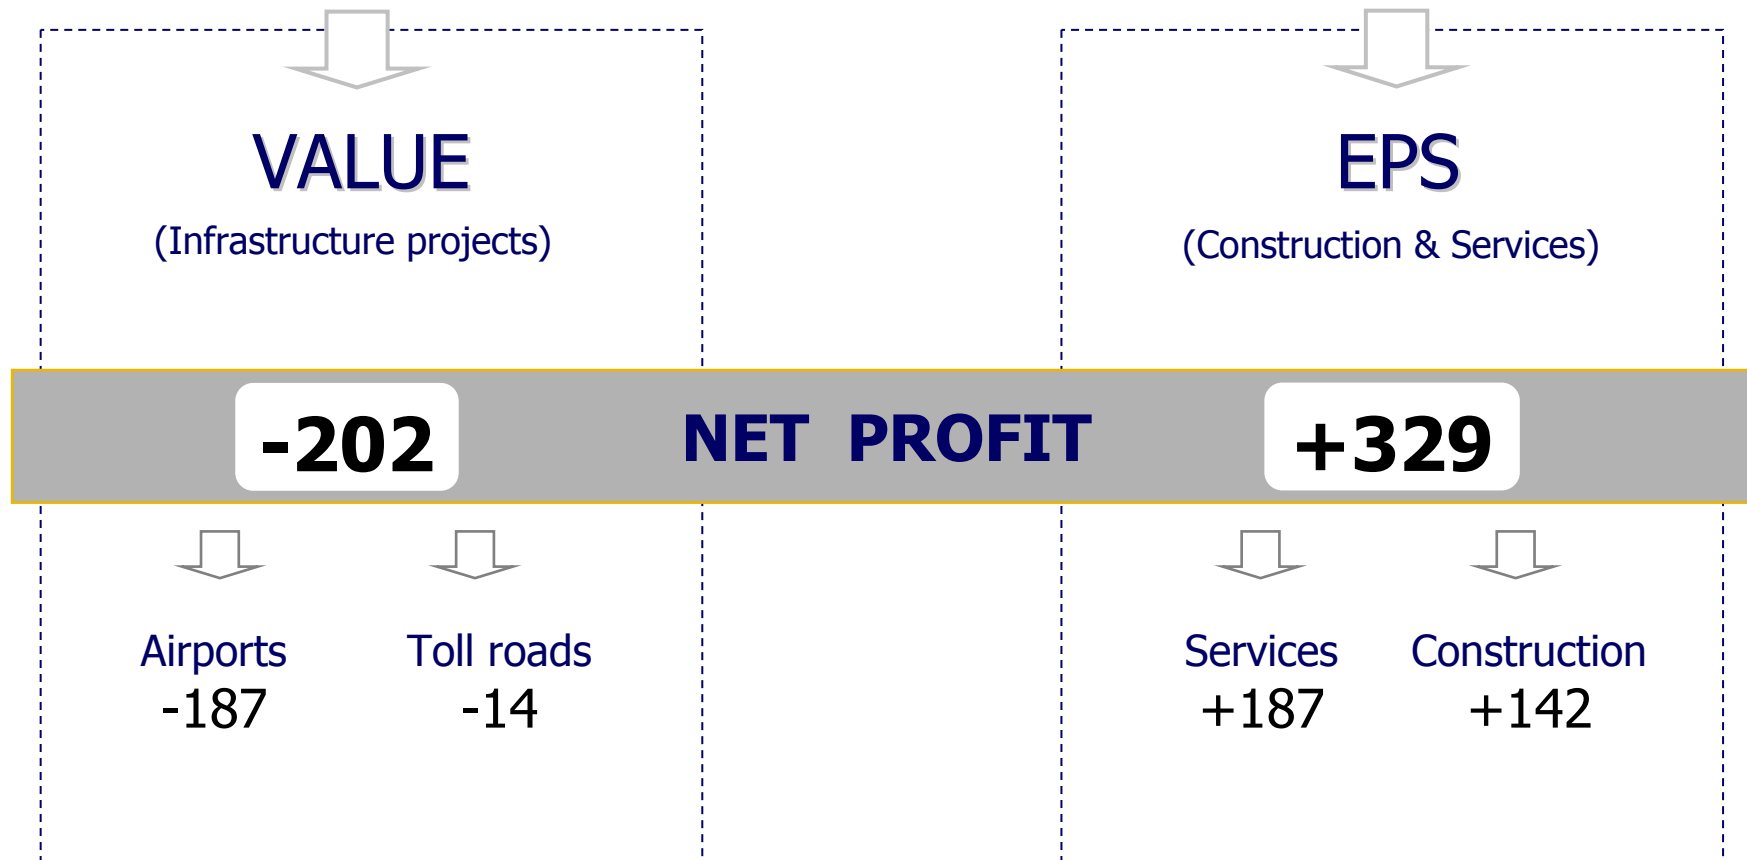 VALUE
(Infrastructure projects)
EPS
(Construction & Services)
-202
NET PROFIT
+329
Airports
-187
Toll roads
-14
Services
+187
Construction
+142